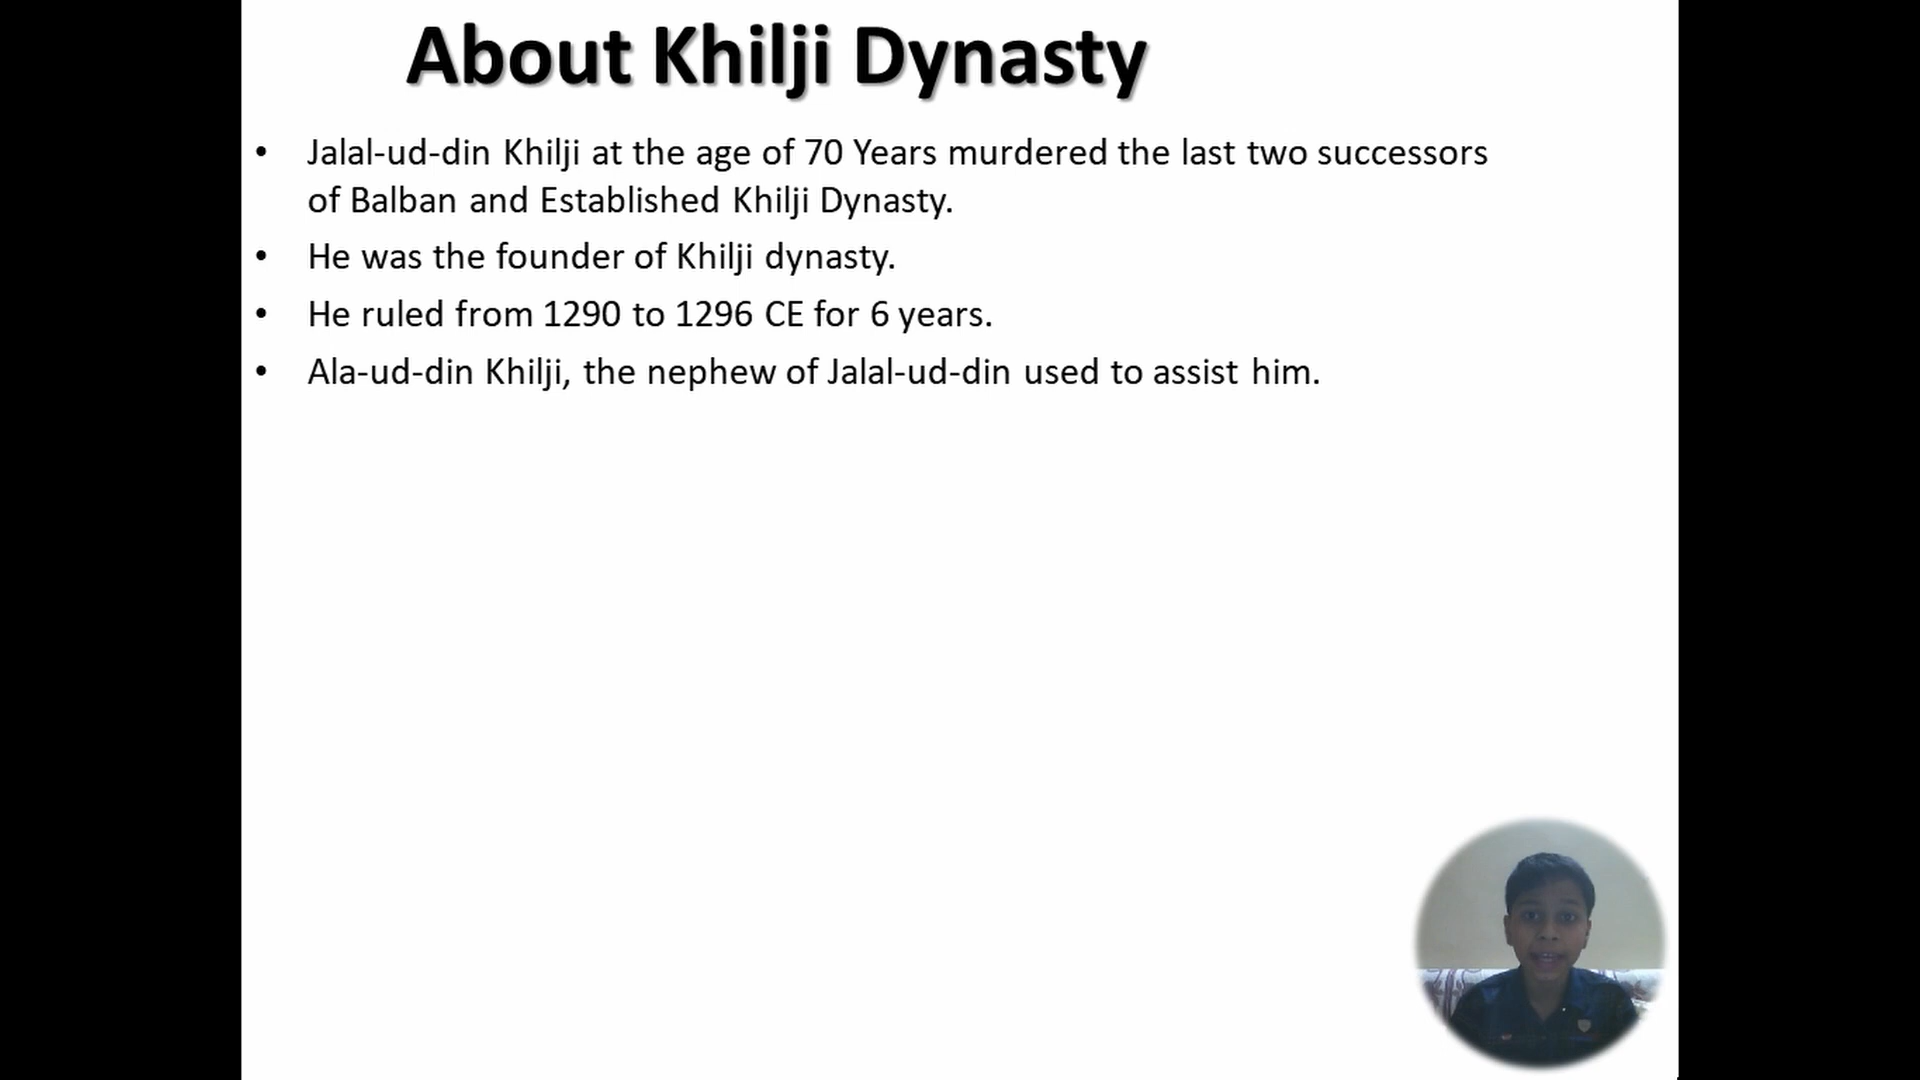 About Khilji Dynasty
• Jalal-ud-din Khilji at the age of 70 Years murdered the last two successors
of Balban and Established Khilji Dynasty.
• He was the founder of Khilji dynasty.
• He ruled from 1290 to 1296 CE for 6 years.
• Ala-ud-din Khilji, the nephew of Jalal-ud-din used to assist him.